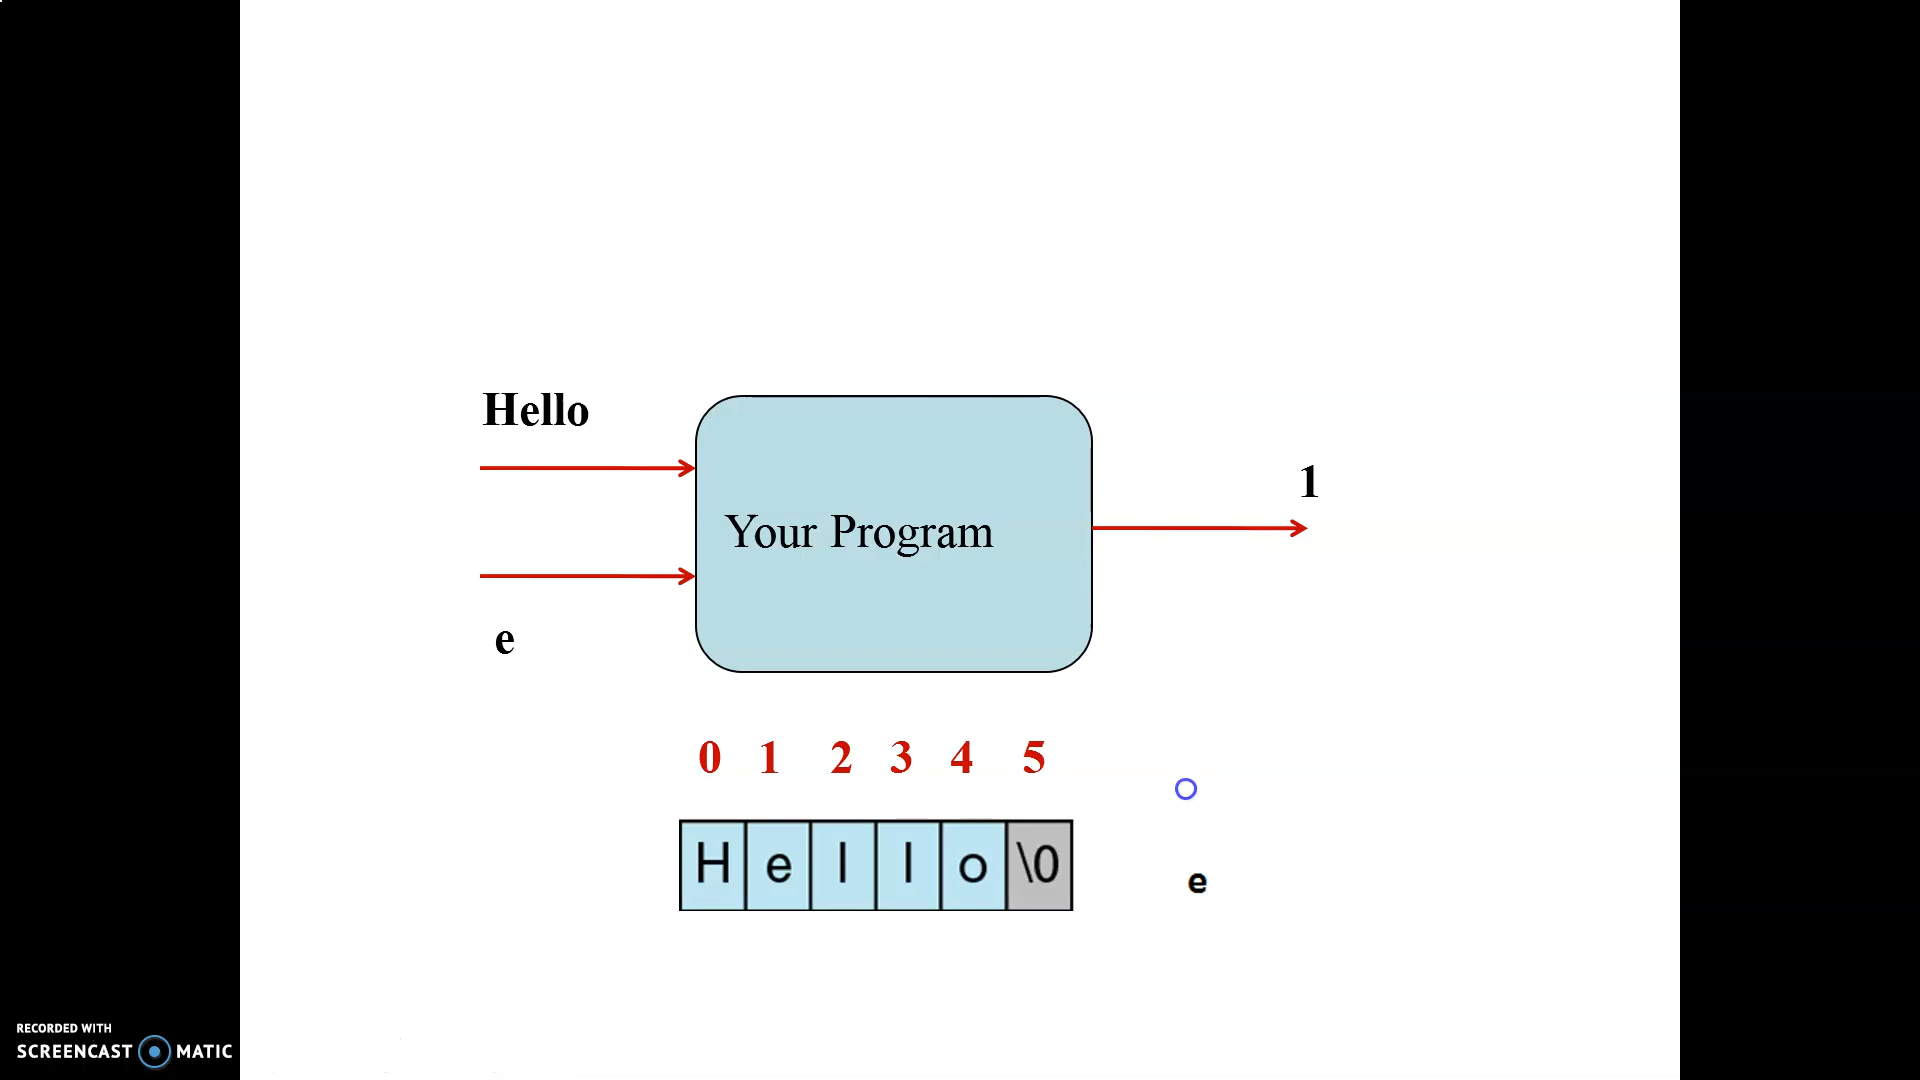 Hello
1
Your Program
e
0 1 2 3 4 5
H e l l o \0
e
RECORDED WITH
SCREENCAST MATIC